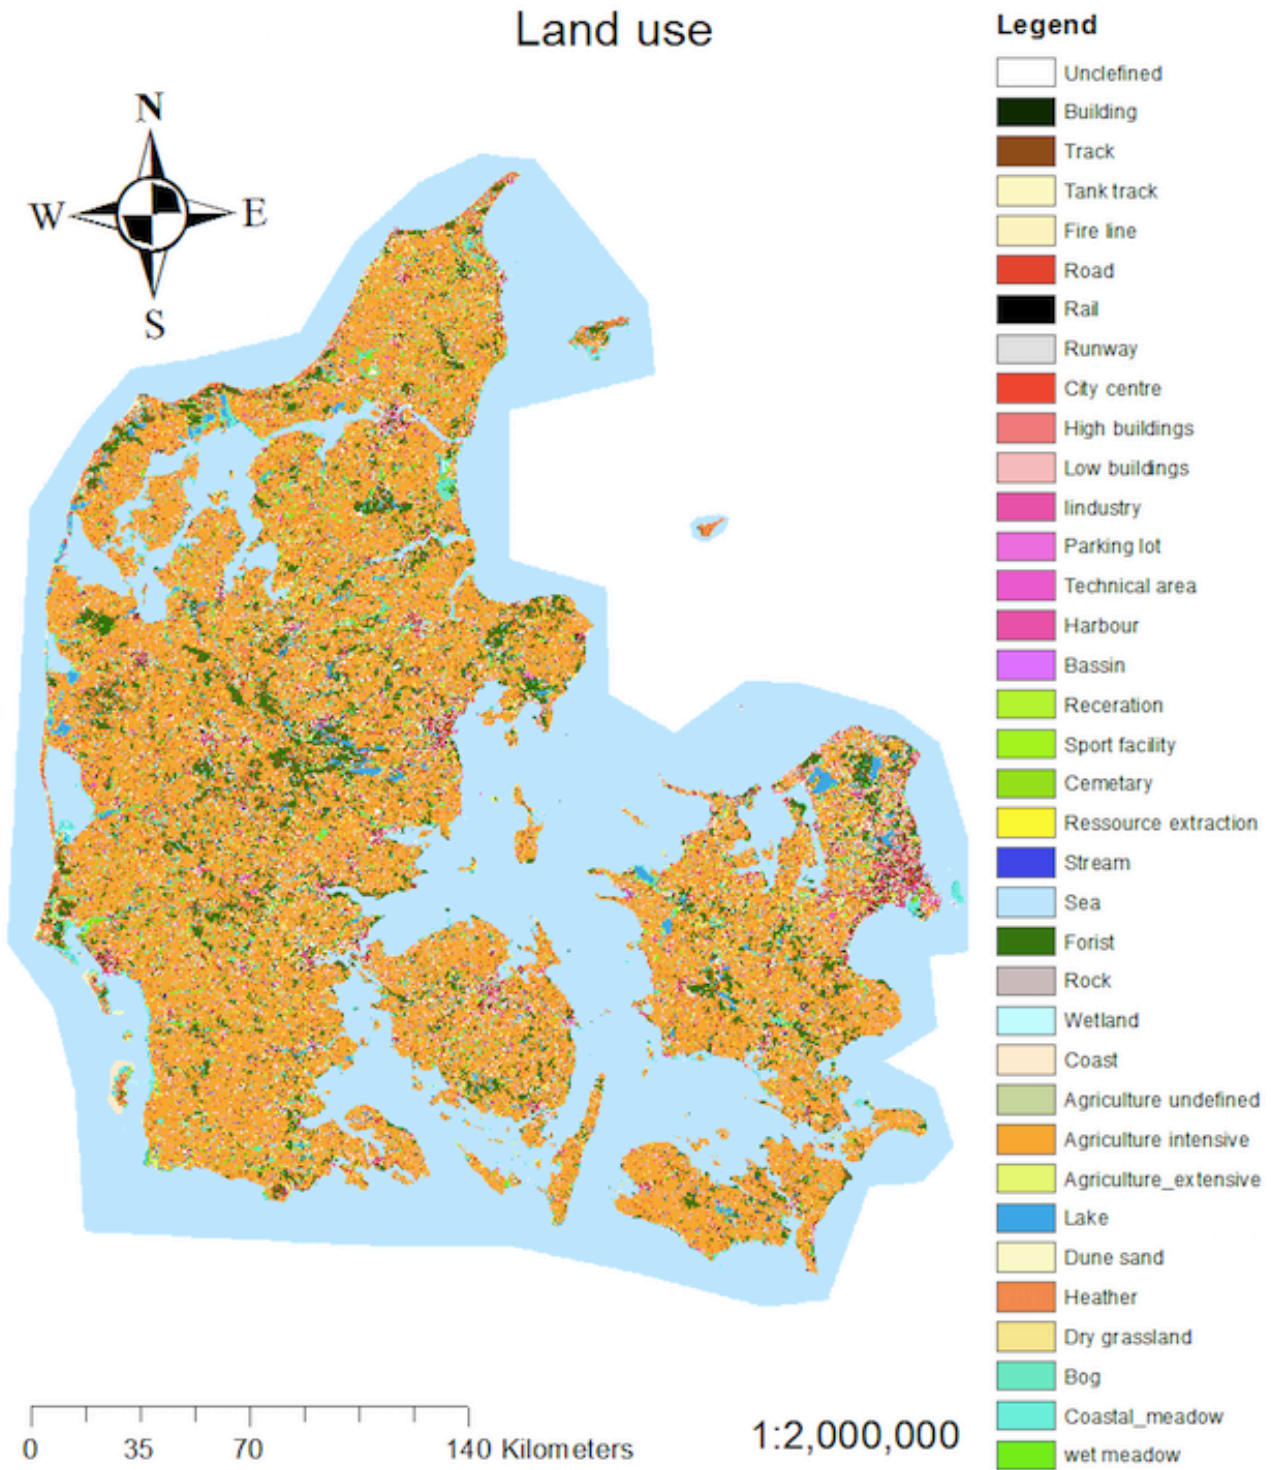 Land use
N
W
E
S
Legend
Unclefined
Building
Track
Tank track
Fire line
Road
Rail
Runway
City centre
High buildings
Low buildings
Iindustry
Parking lot
Technical area
Harbour
Bassin
Receration
Sport facility
Cemetary
Ressource extraction
Stream
Sea
Forist
Rock
Wetland
Coast
Agriculture undefined
Agriculture intensive
Agriculture_extensive
Lake
Dune sand
Heather
Dry grassland
Bog
Coastal_meadow
wet meadow
0 35 70 140 Kilometers
1:2,000,000